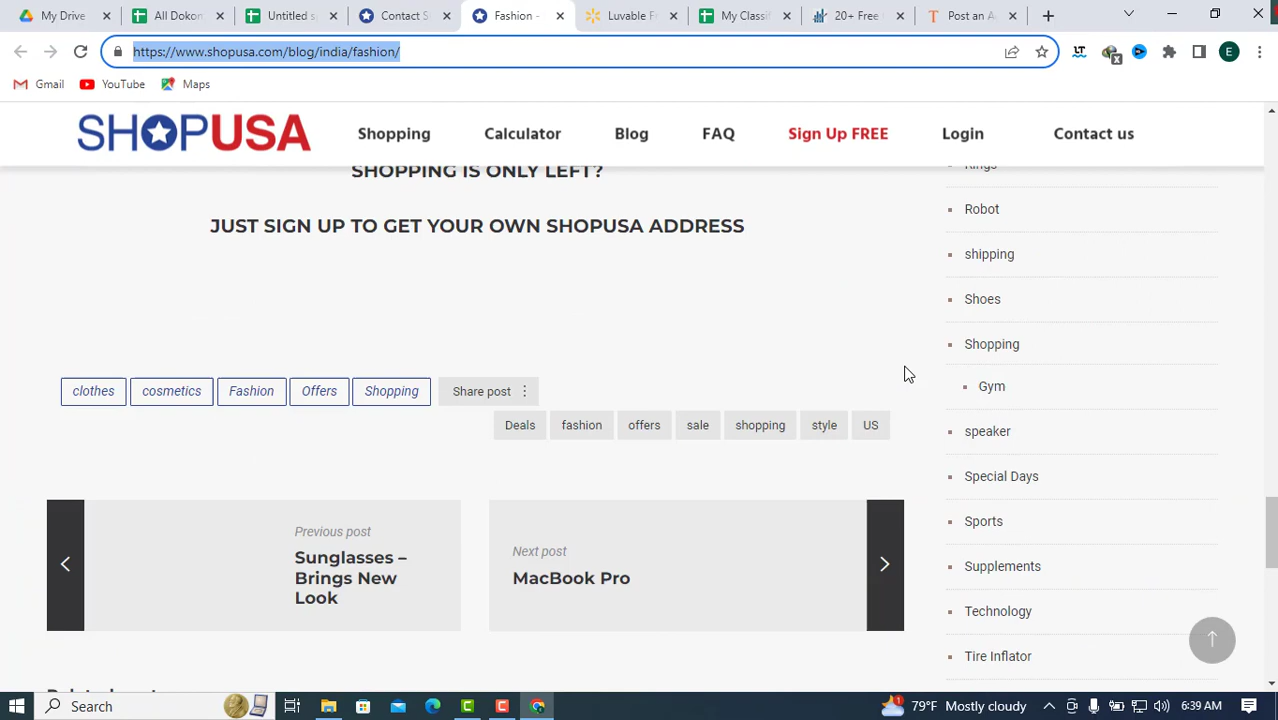 My Drive
All Dokon
Untitled s
Contact S
Fashion -
Luvable F
My Classif
20+ Free
Post an A
https://www.shopusa.com/blog/india/fashion/
E
Gmail
YouTube
Maps
SHOPUSA
Shopping
Calculator
Blog
FAQ
Sign Up FREE
Login
Contact us
SHOPPING IS ONLY LEFT?
JUST SIGN UP TO GET YOUR OWN SHOPUSA ADDRESS
clothes
cosmetics
Fashion
Offers
Shopping
Share post
Deals
fashion
offers
sale
shopping
style
US
Previous post
Sunglasses –
Brings New
Look
Next post
MacBook Pro
Rings
Robot
shipping
Shoes
Shopping
Gym
speaker
Special Days
Sports
Supplements
Technology
Tire Inflator
Search
1
79°F Mostly cloudy
6:39 AM